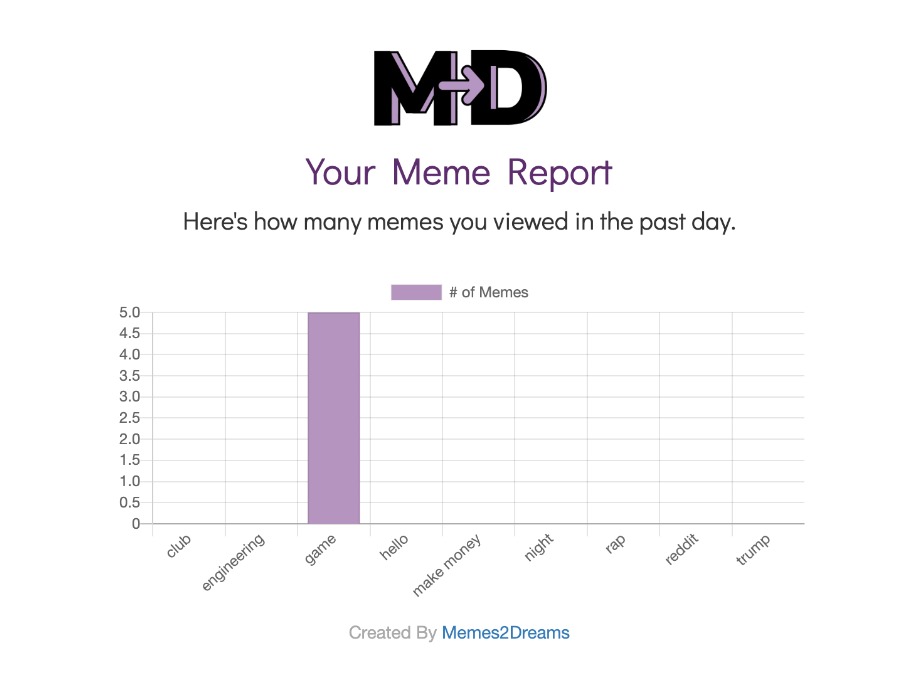 M→D
Your Meme Report
Here's how many memes you viewed in the past day.
# of Memes
5.0
4.5
4.0
3.5
3.0
2.5
2.0
1.5
1.0
0.5
0
club
engineering
game
hello
make money
night
rap
reddit
trump
Created By Memes2Dreams